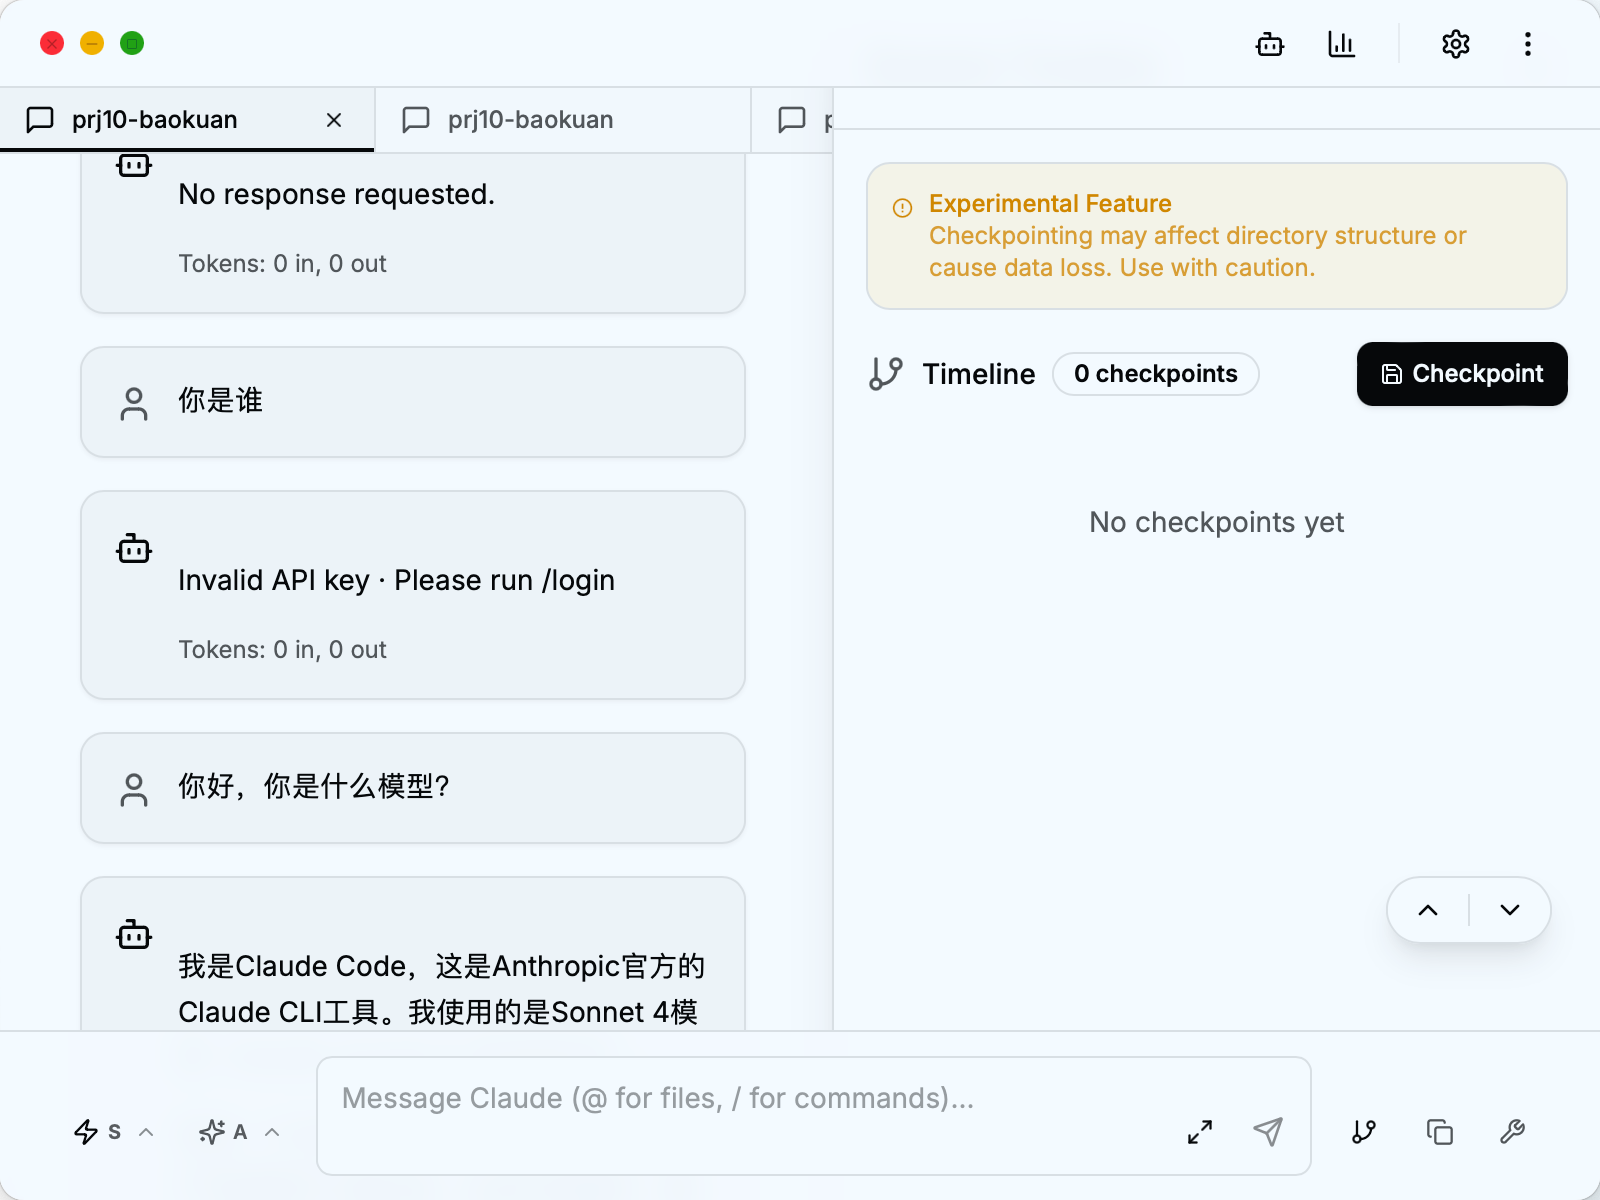 prj10-baokuan
prj10-baokuan
No response requested.
Tokens: 0 in, 0 out
你是谁
Invalid API key · Please run /login
Tokens: 0 in, 0 out
你好，你是什么模型?
我是Claude Code，这是Anthropic官方的
Claude CLI工具。我使用的是Sonnet 4模
Experimental Feature
Checkpointing may affect directory structure or
cause data loss. Use with caution.
Timeline
0 checkpoints
Checkpoint
No checkpoints yet
S
A
Message Claude (@ for files, / for commands)...